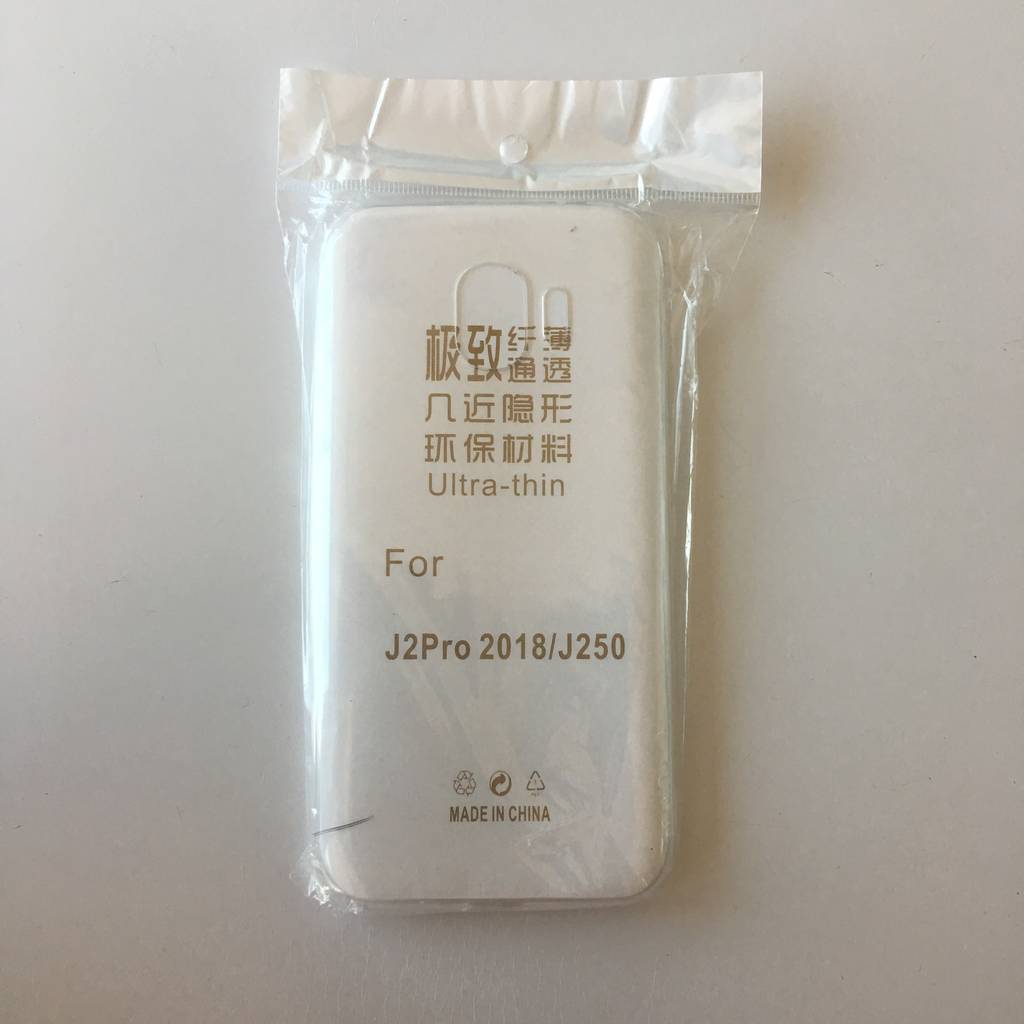 极致纤薄
通透
几近隐形
环保材料
Ultra-thin
For
J2Pro 2018/J250
MADE IN CHINA